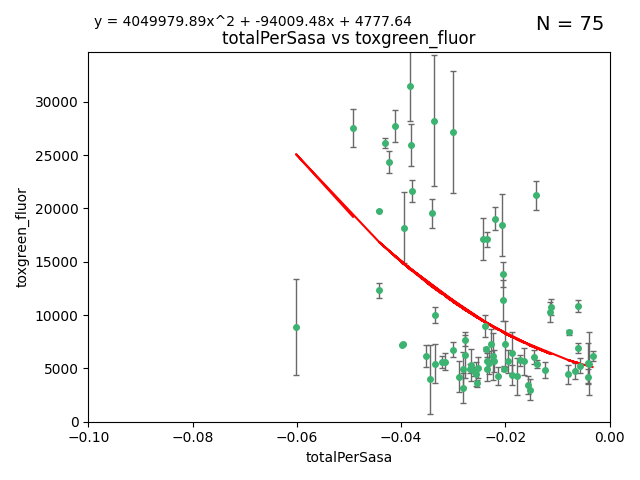 y = 4049979.89x^2 + -94009.48x + 4777.64
N = 75
totalPerSasa vs toxgreen_fluor
30000
25000
20000
15000
10000
5000
0
toxgreen_fluor
−0.10 −0.08 −0.06 −0.04 −0.02 0.00
totalPerSasa